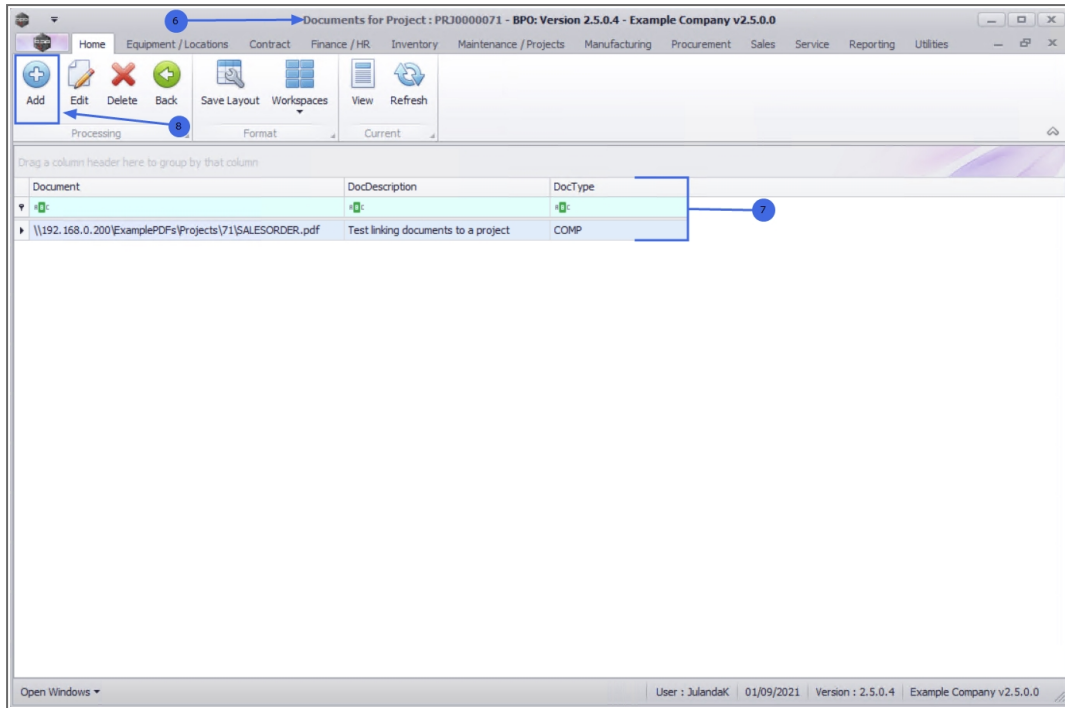 6
Documents for Project : PRJ0000071 - BPO: Version 2.5.0.4 - Example Company v2.5.0.0
Home Equipment / Locations Contract Finance / HR Inventory Maintenance / Projects Manufacturing Procurement Sales Service Reporting Utilities
Add Edit Delete Back Save Layout Workspaces View Refresh
8
Processing Format Current
Drag a column header here to group by that column
Document DocDescription DocType
7
\\192.168.0.200\ExamplePDFs\Projects\71\SALESORDER.pdf Test linking documents to a project COMP
Open Windows User : JulandaK 01/09/2021 Version : 2.5.0.4 Example Company v2.5.0.0